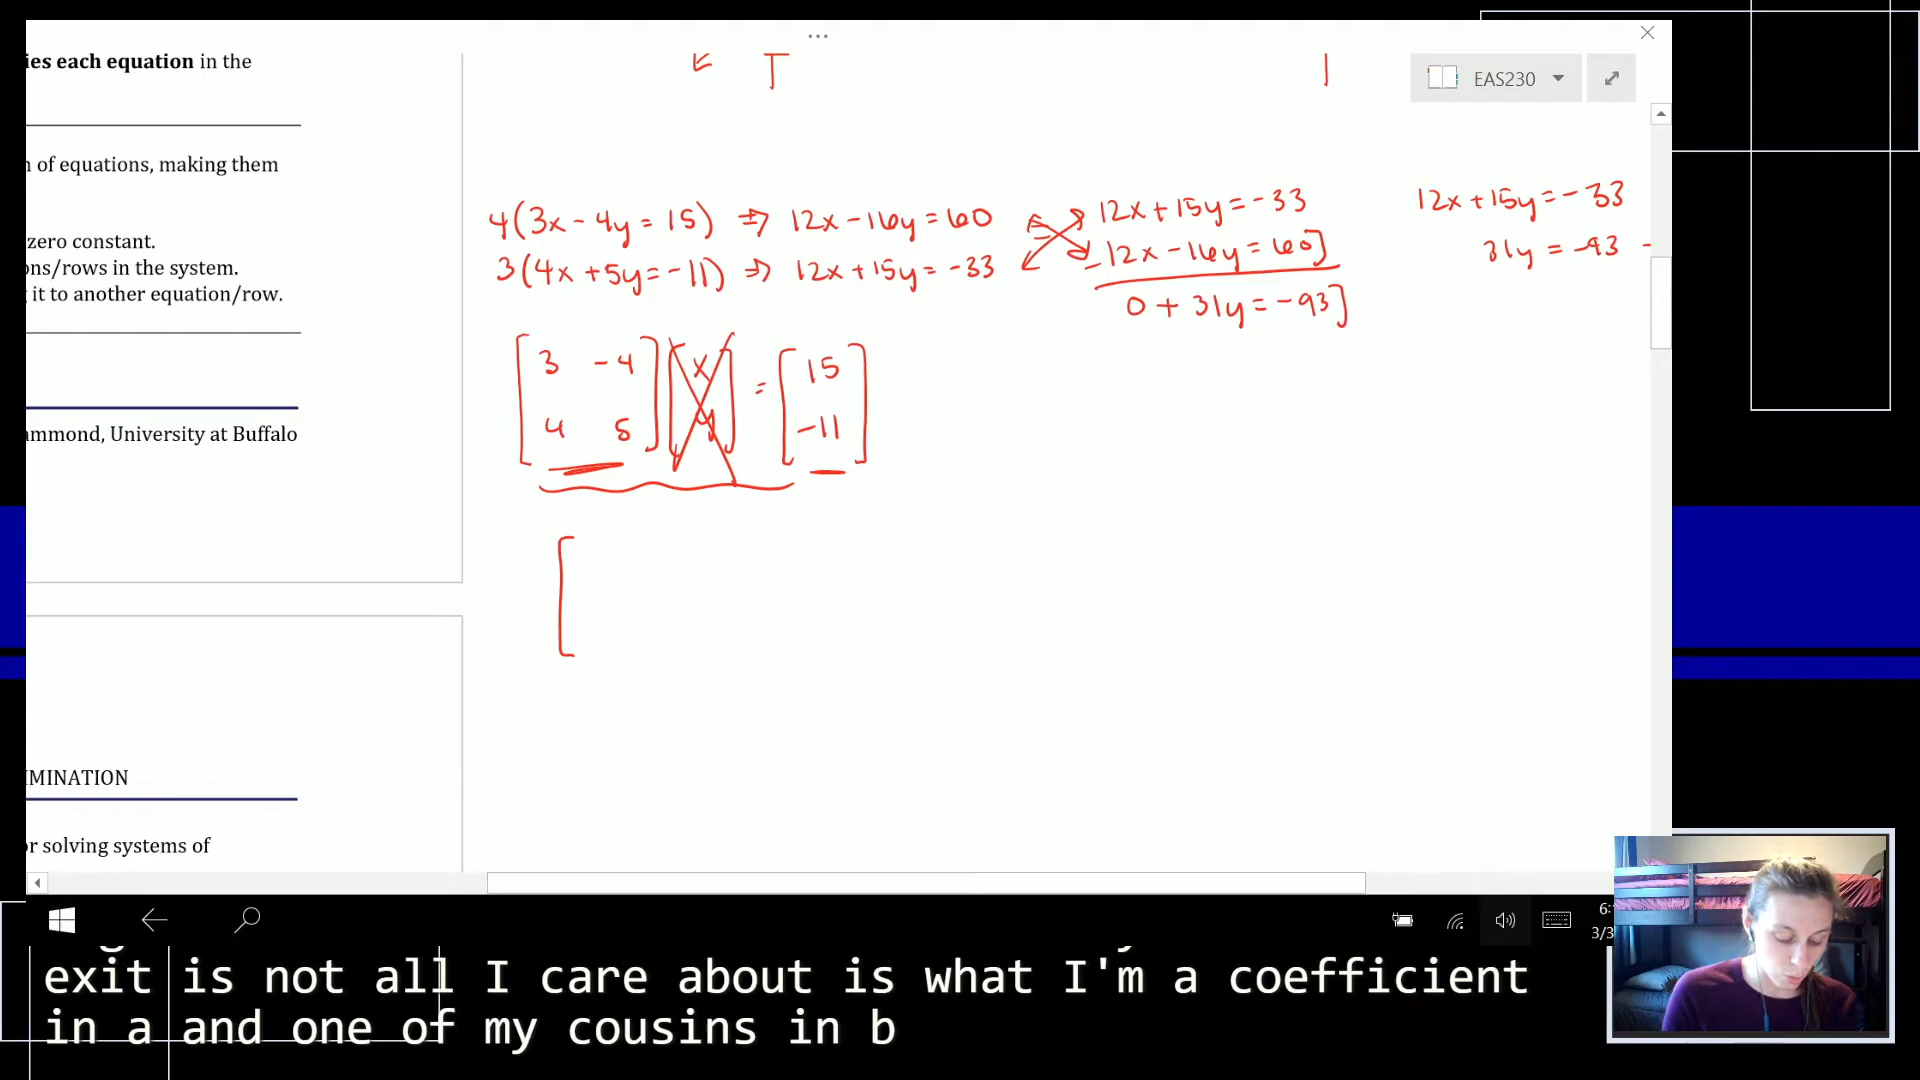 ies each equation in the
n of equations, making them
zero constant.
ons/rows in the system.
it to another equation/row.
ammond, University at Buffalo
IMINATION
or solving systems of
EAS230
4(3x - 4y = 15) ⇒ 12x - 16y = 60
3(4x + 5y = -11) ⇒ 12x + 15y = -33
12x + 15y = -33
-12x - 16y = 60]
0 + 31y = -93]
12x + 15y = -33
31y = -93
[3 -4] [x] = [15]
[4 5] [y] [-11]
[
exit is not all I care about is what I'm a coefficient
in a and one of my cousins in b